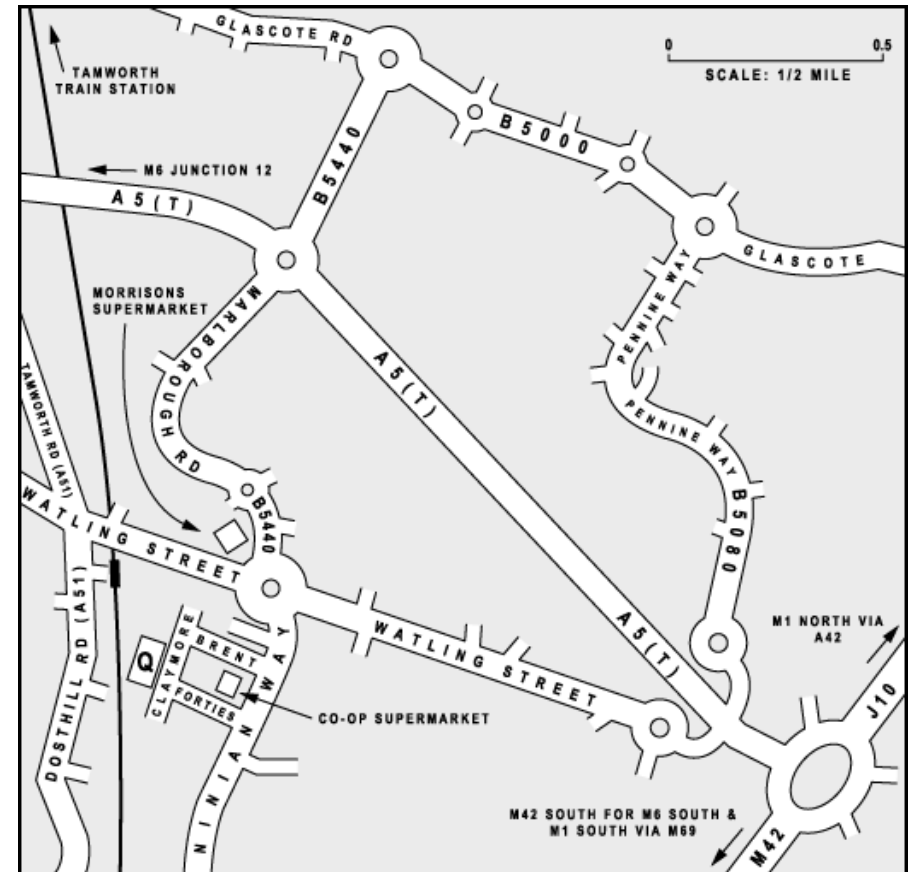 GLASCOTE RD
0 0.5
SCALE: 1/2 MILE
TAMWORTH
TRAIN STATION
B5000
B5440
M6 JUNCTION 12
A5(T)
GLASCOTE
PENNINE WAY
MORRISONS
SUPERMARKET
MARLBOROUGH RD
A5(T)
TAMWORTH RD (A51)
PENNINE WAY
B5080
WATLING STREET
B5440
DOSTHILL RD (A51)
CLAYMORE
BRENT
Q
FORTIES
NINIAN WAY
CO-OP SUPERMARKET
WATLING STREET
A5(T)
M1 NORTH VIA
A42
J10
M42 SOUTH FOR M6 SOUTH &
M1 SOUTH VIA M69
M42